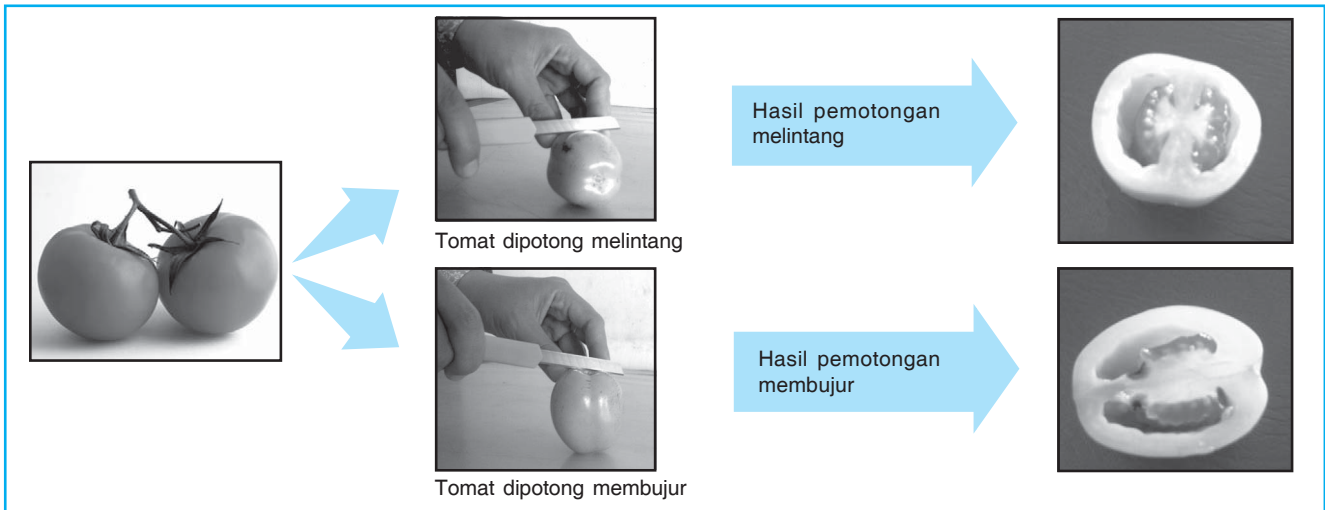 Tomat dipotong melintang
Hasil pemotongan
melintang
Tomat dipotong membujur
Hasil pemotongan
membujur